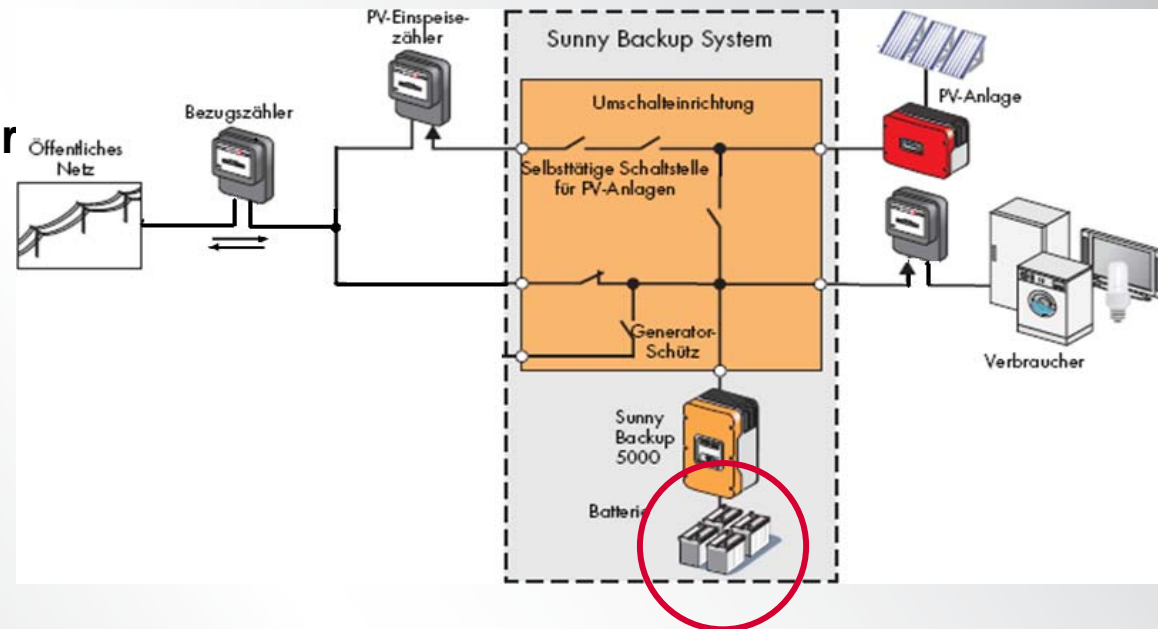 PV-Einspeise-
zähler
Sunny Backup System
PV-Anlage
Umschalteinrichtung
Bezugszähler
r
Öffentliches
Netz
Selbsttätige Schaltstelle
für PV-Anlagen
Generator-
Schütz
Verbraucher
Sunny
Backup
5000
Batterie